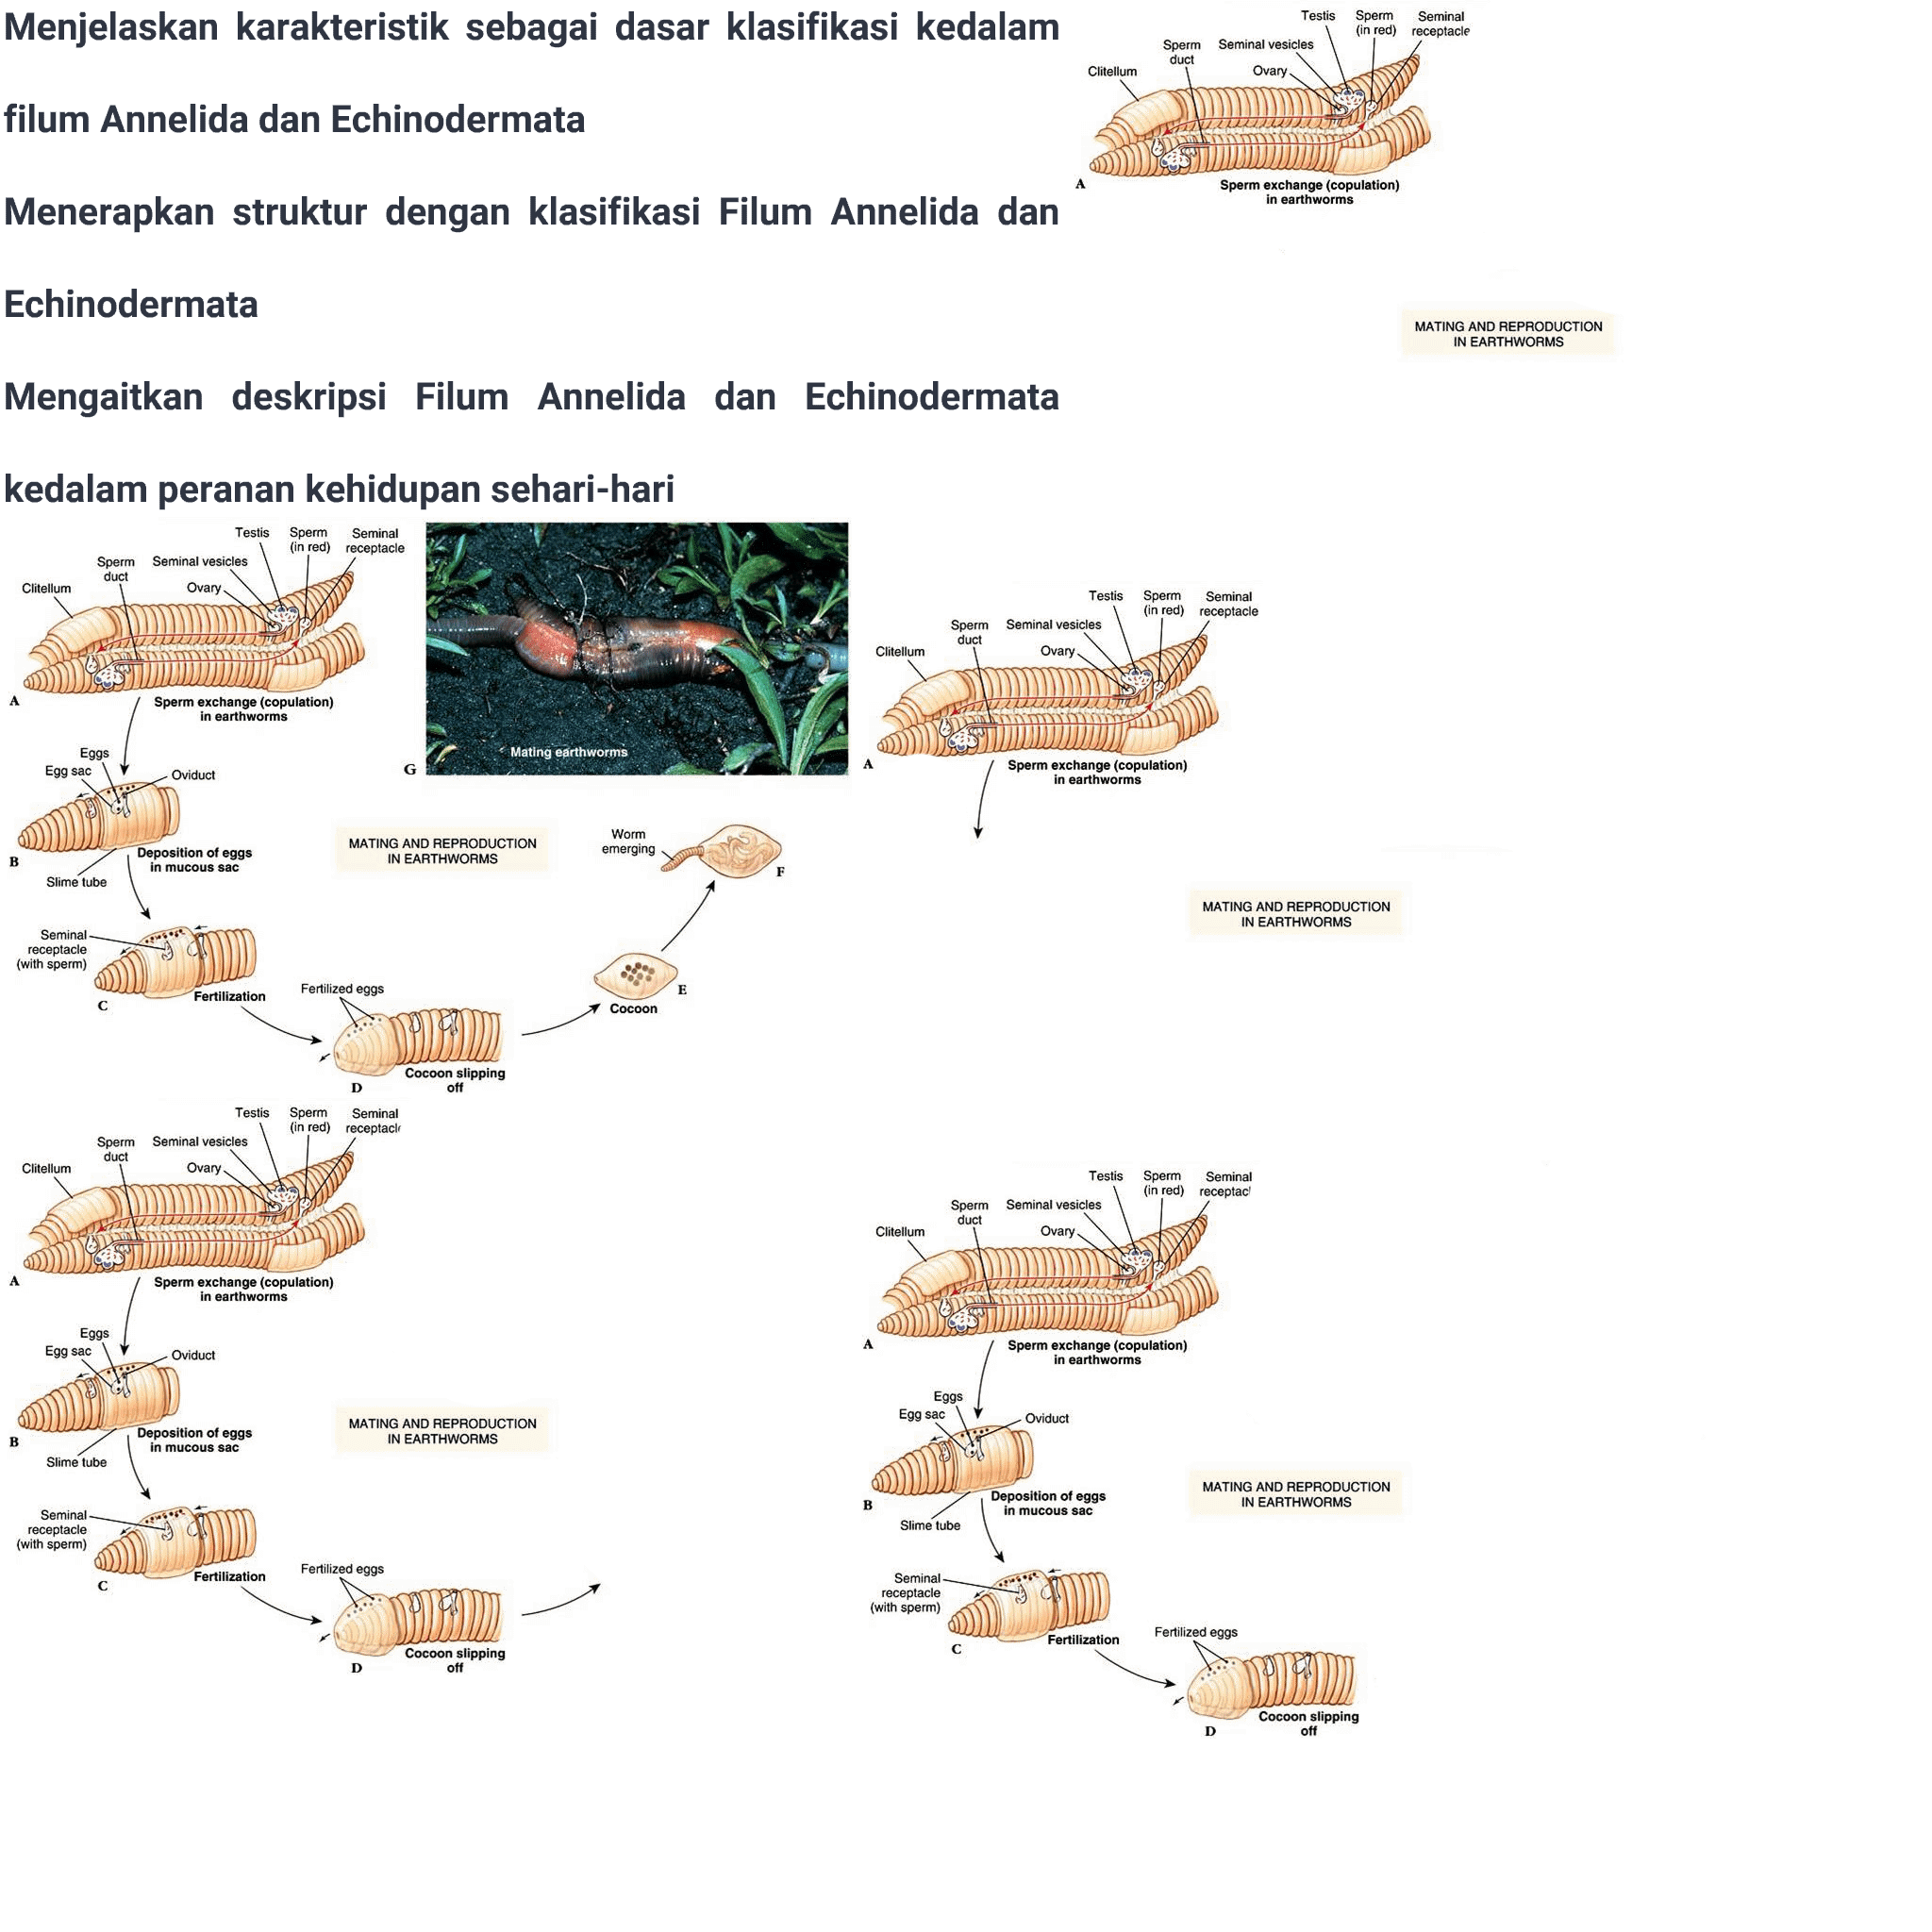 Menjelaskan karakteristik sebagai dasar klasifikasi kedalam
filum Annelida dan Echinodermata
Menerapkan struktur dengan klasifikasi Filum Annelida dan
Echinodermata
Mengaitkan deskripsi Filum Annelida dan Echinodermata
kedalam peranan kehidupan sehari-hari
Testis
Sperm
(in red)
Seminal
receptacle
Sperm
duct
Seminal vesicles
Ovary
Clitellum
A
Sperm exchange (copulation)
in earthworms
MATING AND REPRODUCTION
IN EARTHWORMS
Testis
Sperm
(in red)
Seminal
receptacle
Sperm
duct
Seminal vesicles
Ovary
Clitellum
A
Sperm exchange (copulation)
in earthworms
Eggs
Egg sac
Oviduct
B
Deposition of eggs
in mucous sac
Slime tube
Seminal
receptacle
(with sperm)
C
Fertilization
Fertilized eggs
D
Cocoon slipping
off
E
Cocoon
Worm
emerging
F
MATING AND REPRODUCTION
IN EARTHWORMS
Mating earthworms
G
Testis
Sperm
(in red)
Seminal
receptacle
Sperm
duct
Seminal vesicles
Ovary
Clitellum
A
Sperm exchange (copulation)
in earthworms
MATING AND REPRODUCTION
IN EARTHWORMS
Testis
Sperm
(in red)
Seminal
receptacl
Sperm
duct
Seminal vesicles
Ovary
Clitellum
A
Sperm exchange (copulation)
in earthworms
Eggs
Egg sac
Oviduct
B
Deposition of eggs
in mucous sac
Slime tube
Seminal
receptacle
(with sperm)
C
Fertilization
Fertilized eggs
D
Cocoon slipping
off
MATING AND REPRODUCTION
IN EARTHWORMS
Testis
Sperm
(in red)
Seminal
receptac
Sperm
duct
Seminal vesicles
Ovary
Clitellum
A
Sperm exchange (copulation)
in earthworms
Eggs
Egg sac
Oviduct
B
Deposition of eggs
in mucous sac
Slime tube
Seminal
receptacle
(with sperm)
C
Fertilization
Fertilized eggs
D
Cocoon slipping
off
MATING AND REPRODUCTION
IN EARTHWORMS